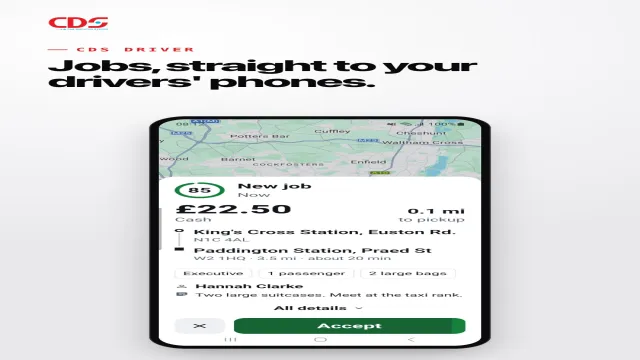 CDS
CDS DRIVER
Jobs, straight to your
drivers' phones.
100%
Potters Bar
Cuffley
Cheshunt
Waltham Cross
wood
Barnet
COCKFOSTERS
Enfield
85
New job
Now
£22.50
0.1 mi
Cash
to pickup
King's Cross Station, Euston Rd.
N1C 4AL
Paddington Station, Praed St
W2 1HQ · 3.5 mi · about 20 min
Executive
1 passenger
2 large bags
Hannah Clarke
Two large suitcases. Meet at the taxi rank.
All details
Accept